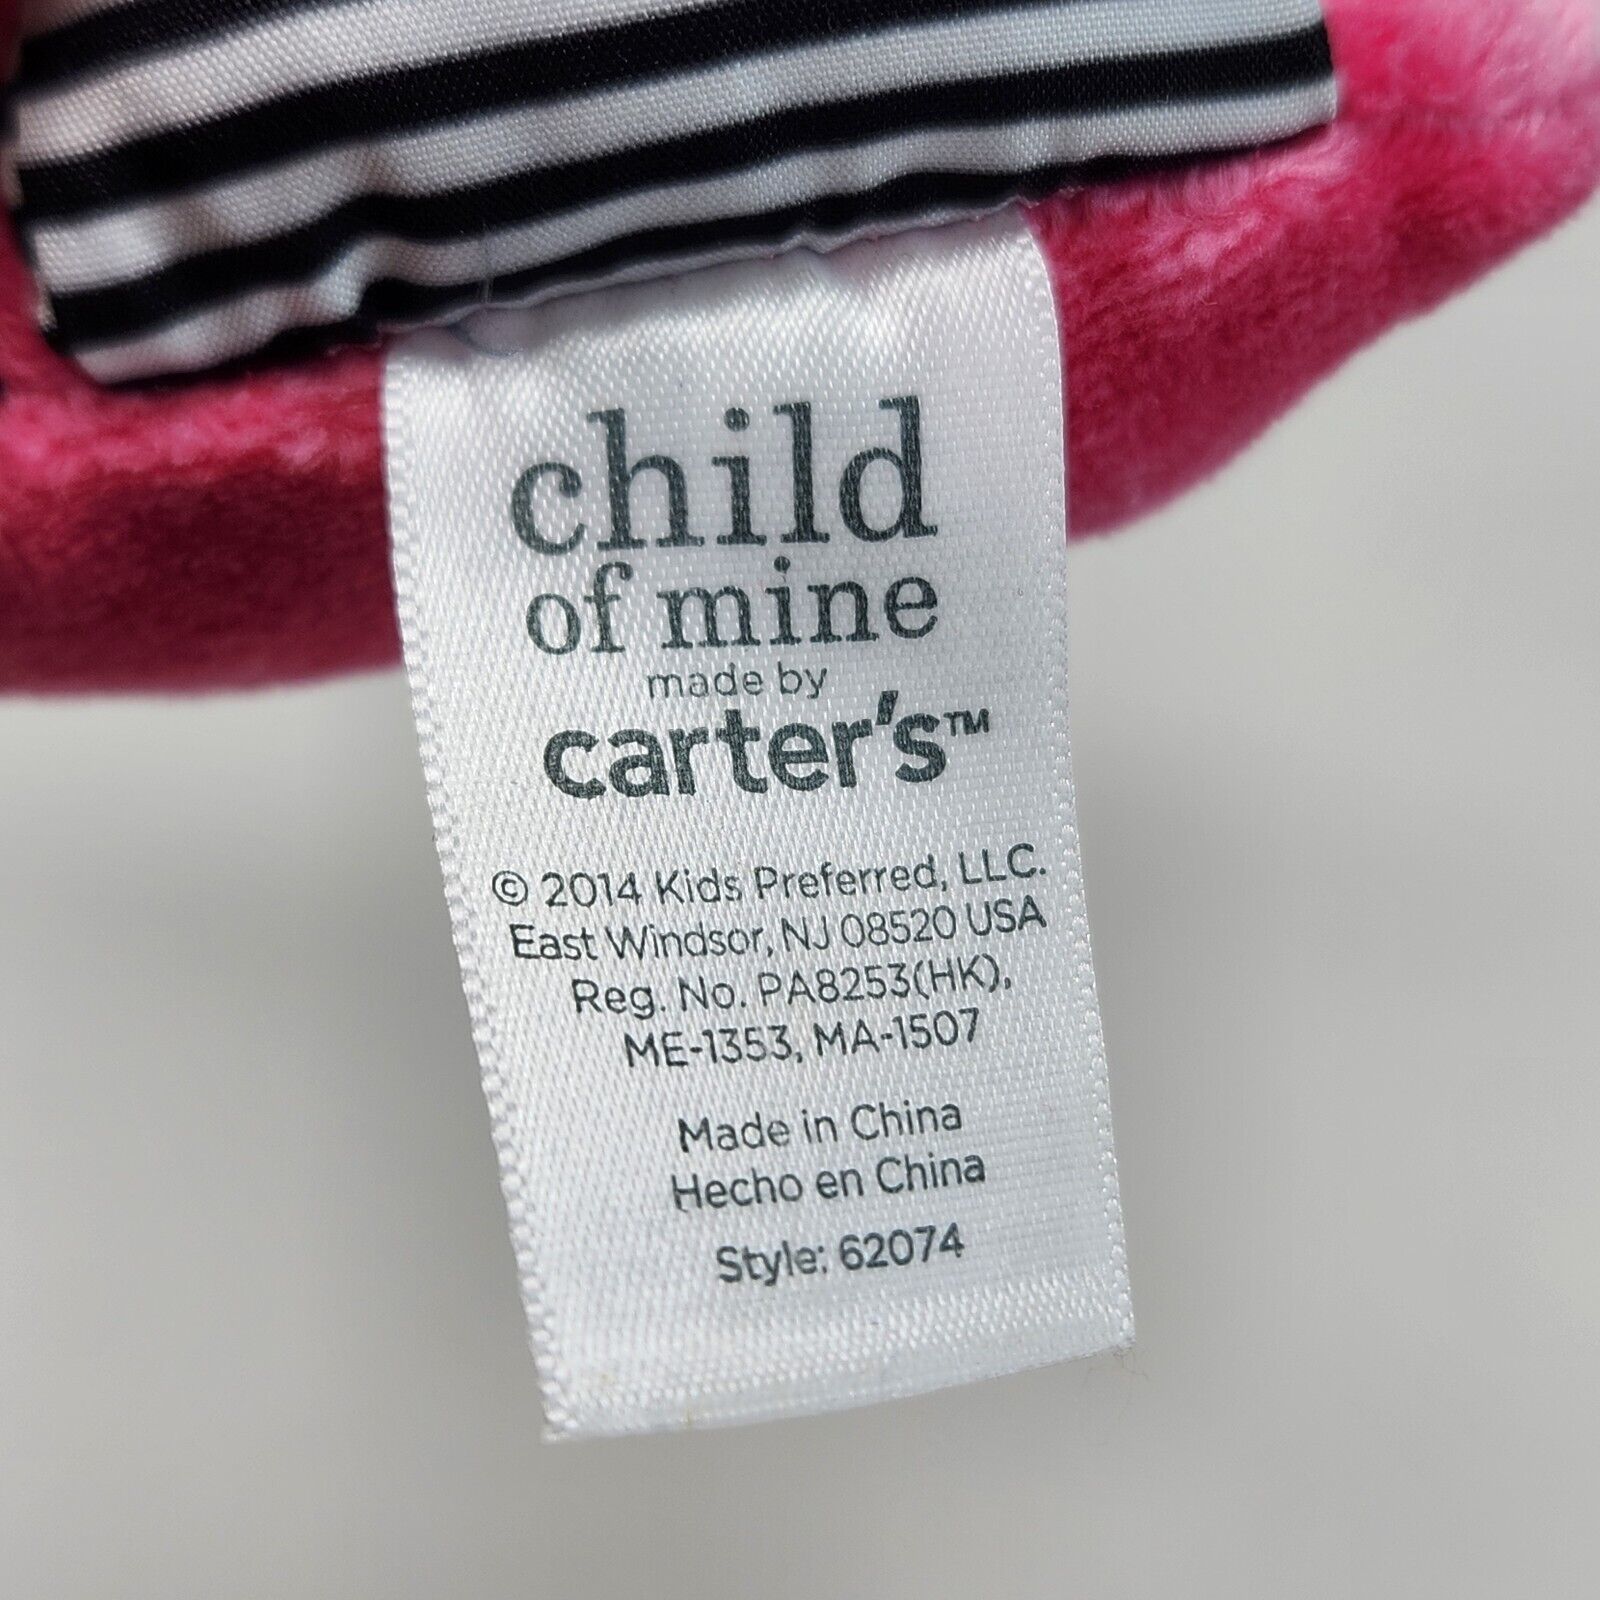 child
of mine
made by
carter's™
© 2014 Kids Preferred, LLC.
East Windsor, NJ 08520 USA
Reg. No. PA8253(HK),
ME-1353, MA-1507
Made in China
Hecho en China
Style: 62074